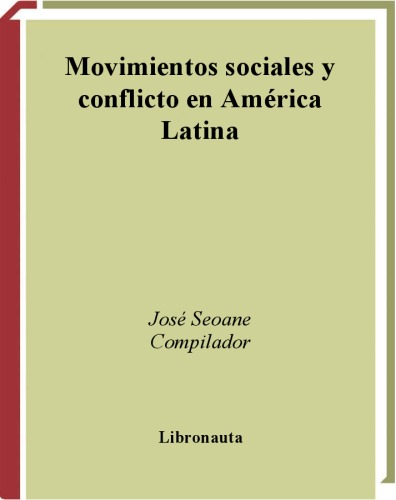 Movimientos sociales y
conflicto en América
Latina
José Seoane
Compilador
Libronauta